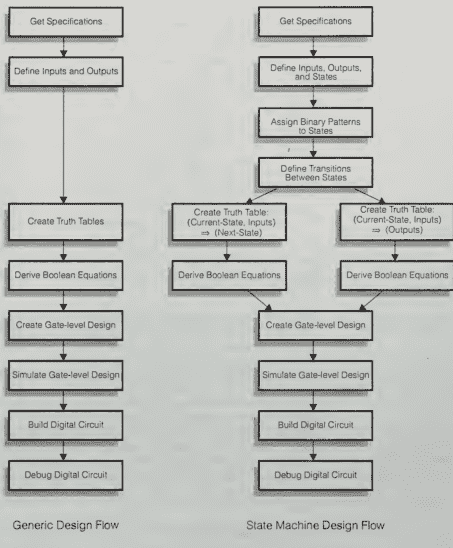 Get Specifications
Define Inputs and Outputs
Create Truth Tables
Derive Boolean Equations
Create Gate-level Design
Simulate Gate-level Design
Build Digital Circuit
Debug Digital Circuit
Generic Design Flow
Get Specifications
Define Inputs, Outputs,
and States
Assign Binary Patterns
to States
Define Transitions
Between States
Create Truth Table:
{Current-State, Inputs}
⇒ {Next-State}
Create Truth Table:
{Current-State, Inputs}
⇒ {Outputs}
Derive Boolean Equations
Derive Boolean Equations
Create Gate-level Design
Simulate Gate-level Design
Build Digital Circuit
Debug Digital Circuit
State Machine Design Flow